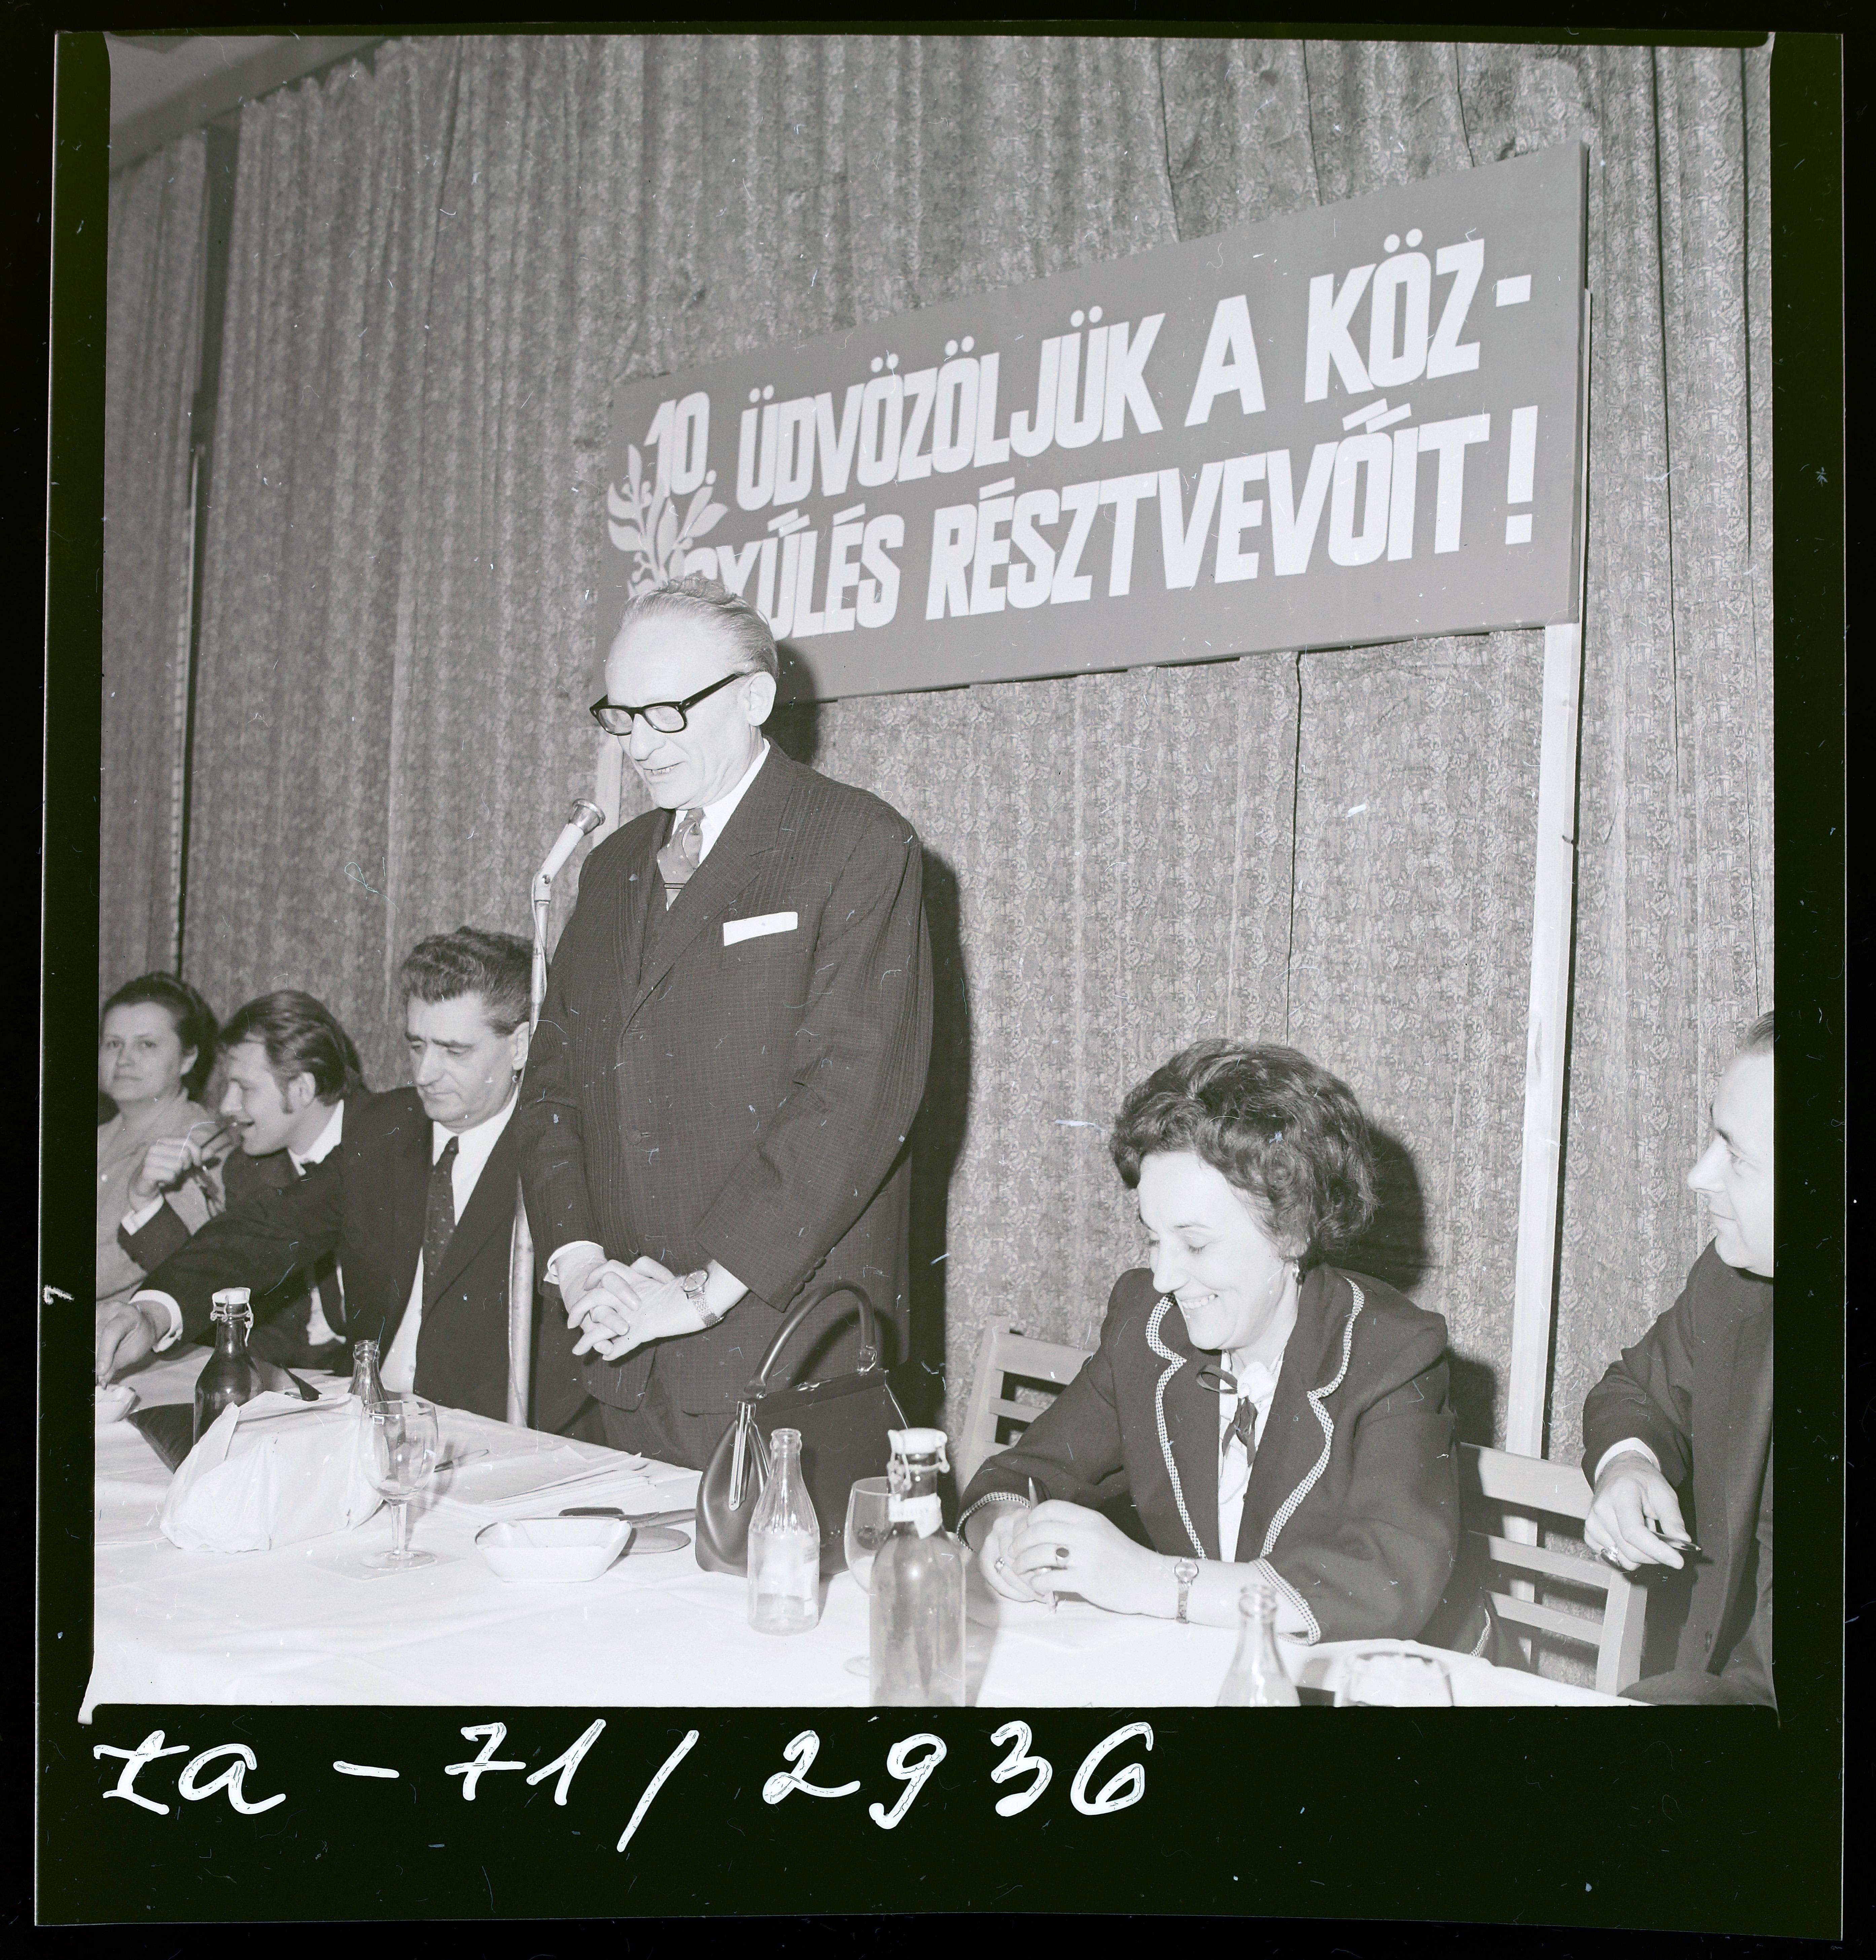 10. ÜDVÖZÖLJÜK A KÖZ-
GYŰLÉS RÉSZTVEVŐIT!
ta-71/2936